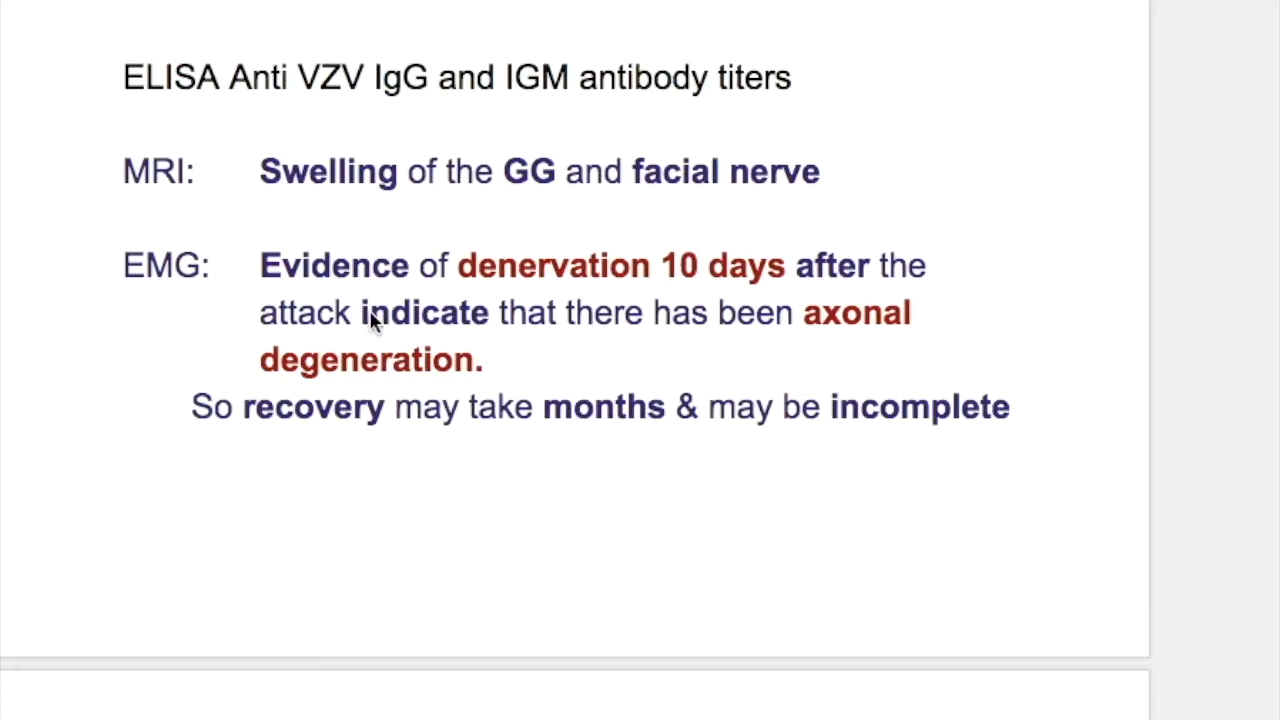 ELISA Anti VZV IgG and IGM antibody titers
MRI: Swelling of the GG and facial nerve
EMG: Evidence of denervation 10 days after the
attack indicate that there has been axonal
degeneration.
So recovery may take months & may be incomplete